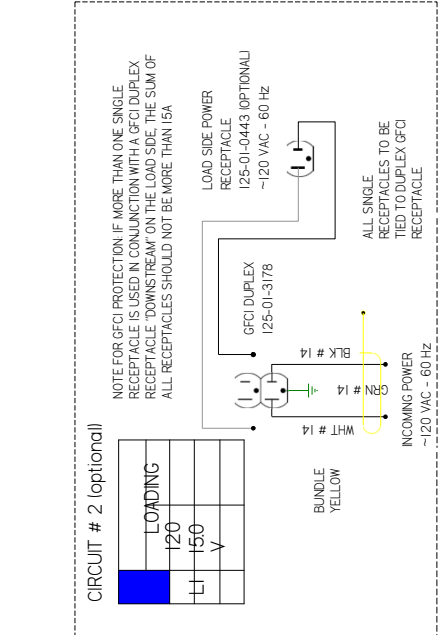 CIRCUIT # 2 (optional)
LOADING
120
L1 15.0
V
NOTE FOR GFCI PROTECTION: IF MORE THAN ONE SINGLE
RECEPTACLE IS USED IN CONJUNCTION WITH A GFCI DUPLEX
RECEPTACLE "DOWNSTREAM" ON THE LOAD SIDE, THE SUM OF
ALL RECEPTACLES SHOULD NOT BE MORE THAN 15A
LOAD SIDE POWER
RECEPTACLE
125-01-0443 (OPTIONAL)
~120 VAC - 60 Hz
GFCI DUPLEX
125-01-3178
BUNDLE
YELLOW
WHT # 14
GRN # 14
BLK # 14
INCOMING POWER
~120 VAC - 60 Hz
ALL SINGLE
RECEPTACLES TO BE
TIED TO DUPLEX GFCI
RECEPTACLE